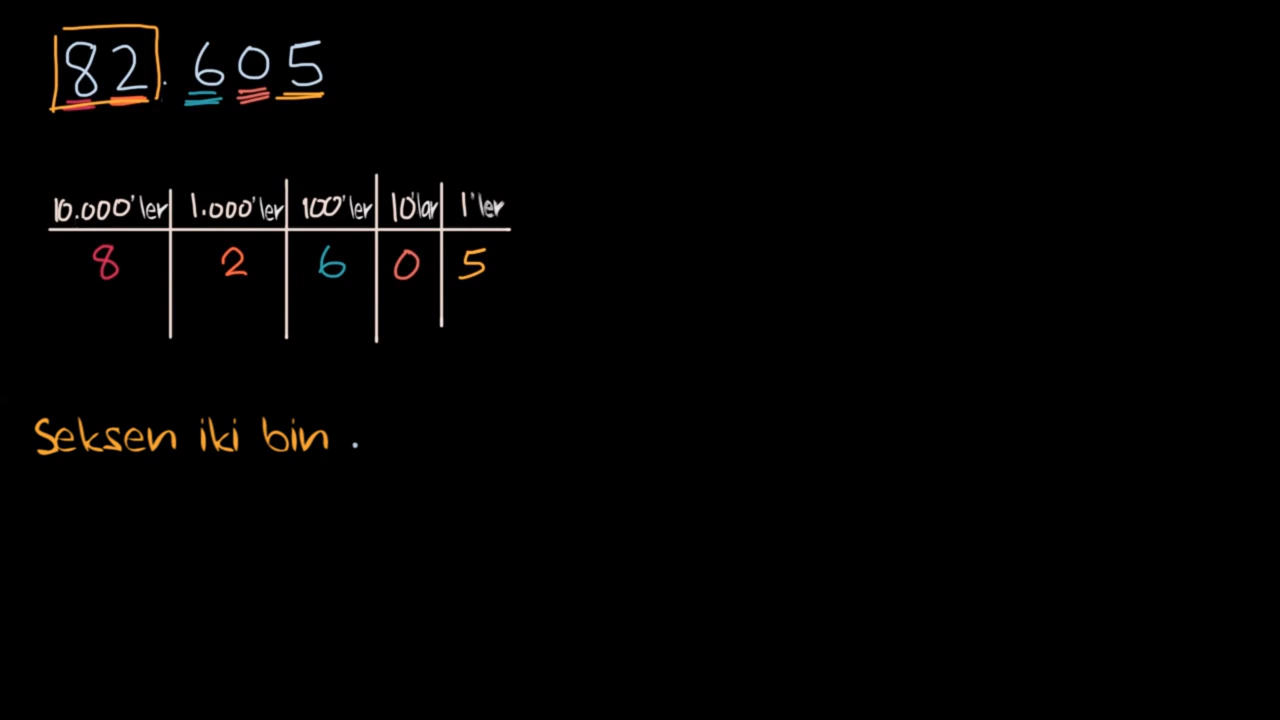 82.605
10.000'ler 1.000'ler 100'ler 10'lar 1'ler
8 2 6 0 5
Seksen iki bin .